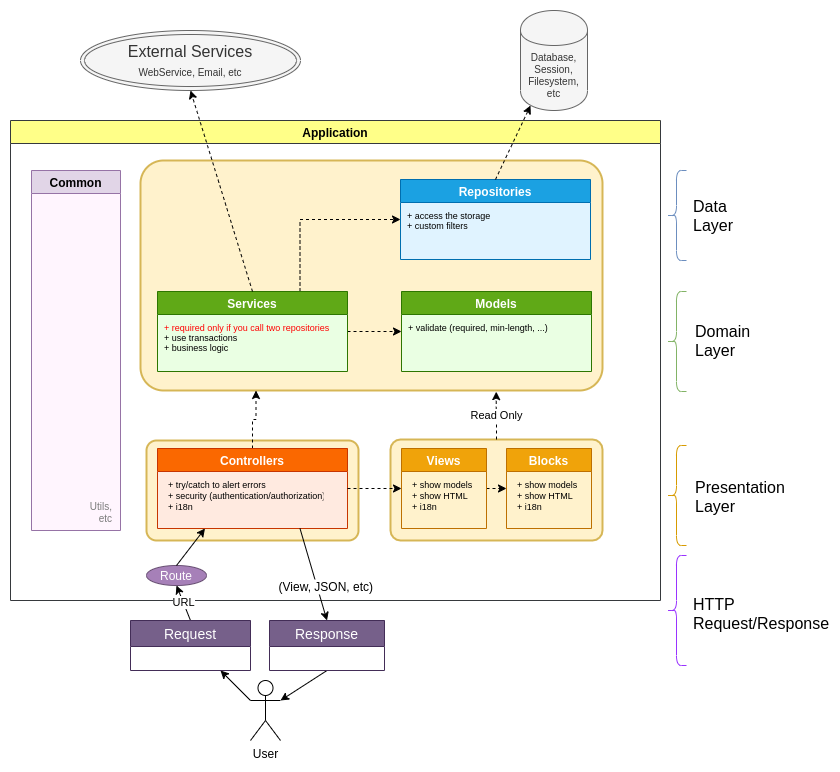 External Services
WebService, Email, etc
Database,
Session,
Filesystem,
etc
Application
Common
Utils,
etc
Repositories
+ access the storage
+ custom filters
Data
Layer
Services
+ required only if you call two repositories
+ use transactions
+ business logic
Models
+ validate (required, min-length, ...)
Domain
Layer
Read Only
Controllers
+ try/catch to alert errors
+ security (authentication/authorization)
+ i18n
Views
+ show models
+ show HTML
+ i18n
Blocks
+ show models
+ show HTML
+ i18n
Presentation
Layer
Route
URL
(View, JSON, etc)
HTTP
Request/Response
Request
Response
User